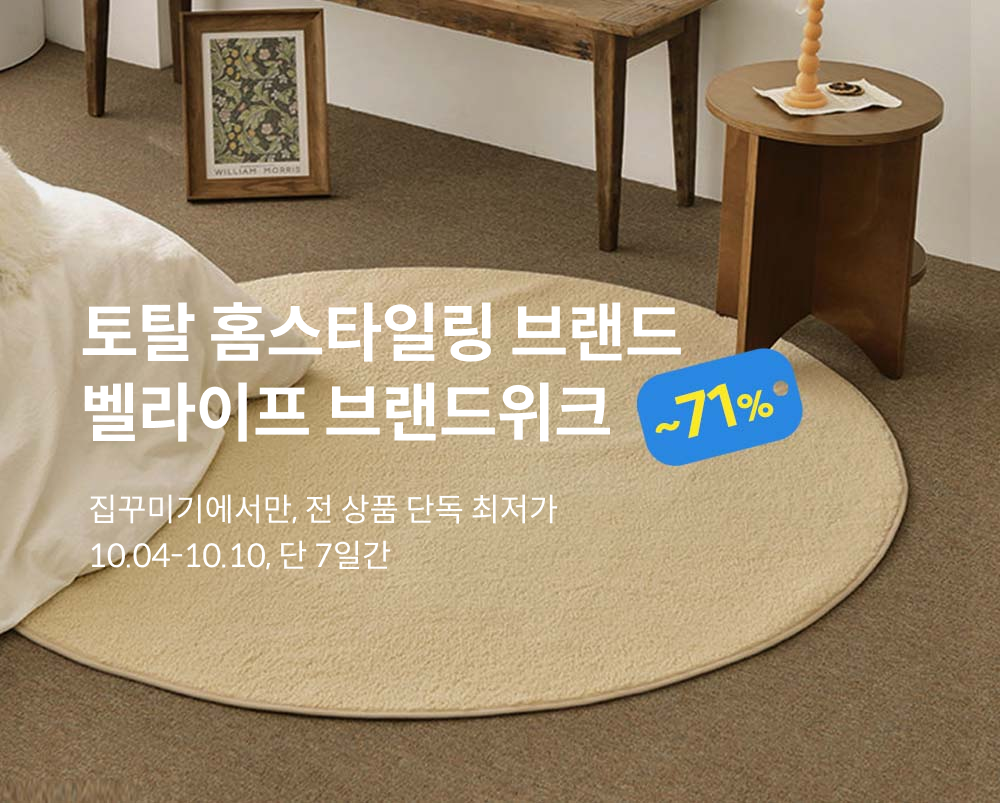 WILLIAM MORRIS
토탈 홈스타일링 브랜드
벨라이프 브랜드위크
~71%
집꾸미기에서만, 전 상품 단독 최저가
10.04-10.10, 단 7일간